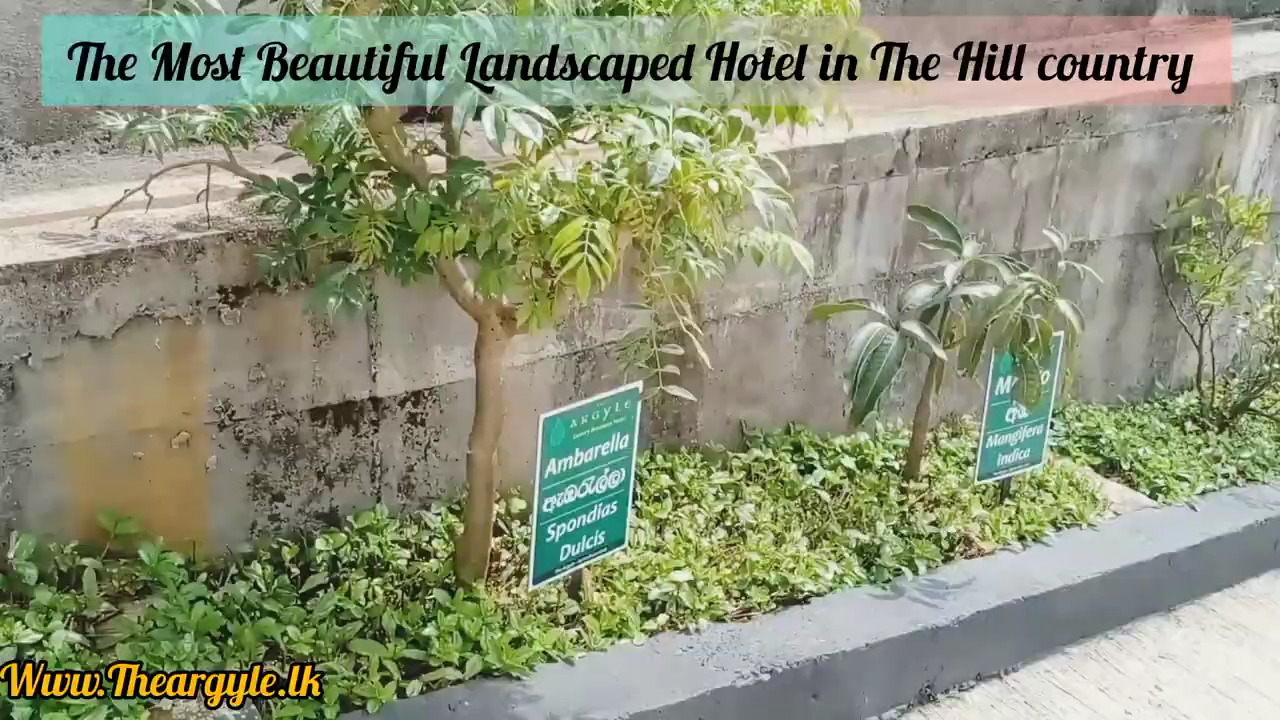 The Most Beautiful Landscaped Hotel in The Hill country
ARGYLE
Ambarella
ඇඹරැල්ලා
Spondias
Dulcis
අඹ
Mangifera
Indica
Www.Theargyle.lk